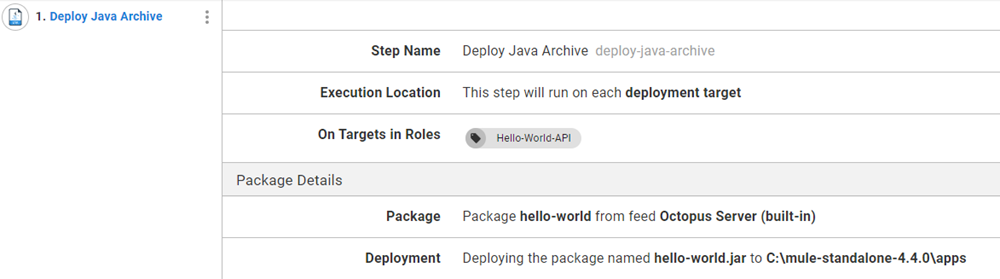 1. Deploy Java Archive
Step Name Deploy Java Archive deploy-java-archive
Execution Location This step will run on each deployment target
On Targets in Roles Hello-World-API
Package Details
Package Package hello-world from feed Octopus Server (built-in)
Deployment Deploying the package named hello-world.jar to C:\mule-standalone-4.4.0\apps